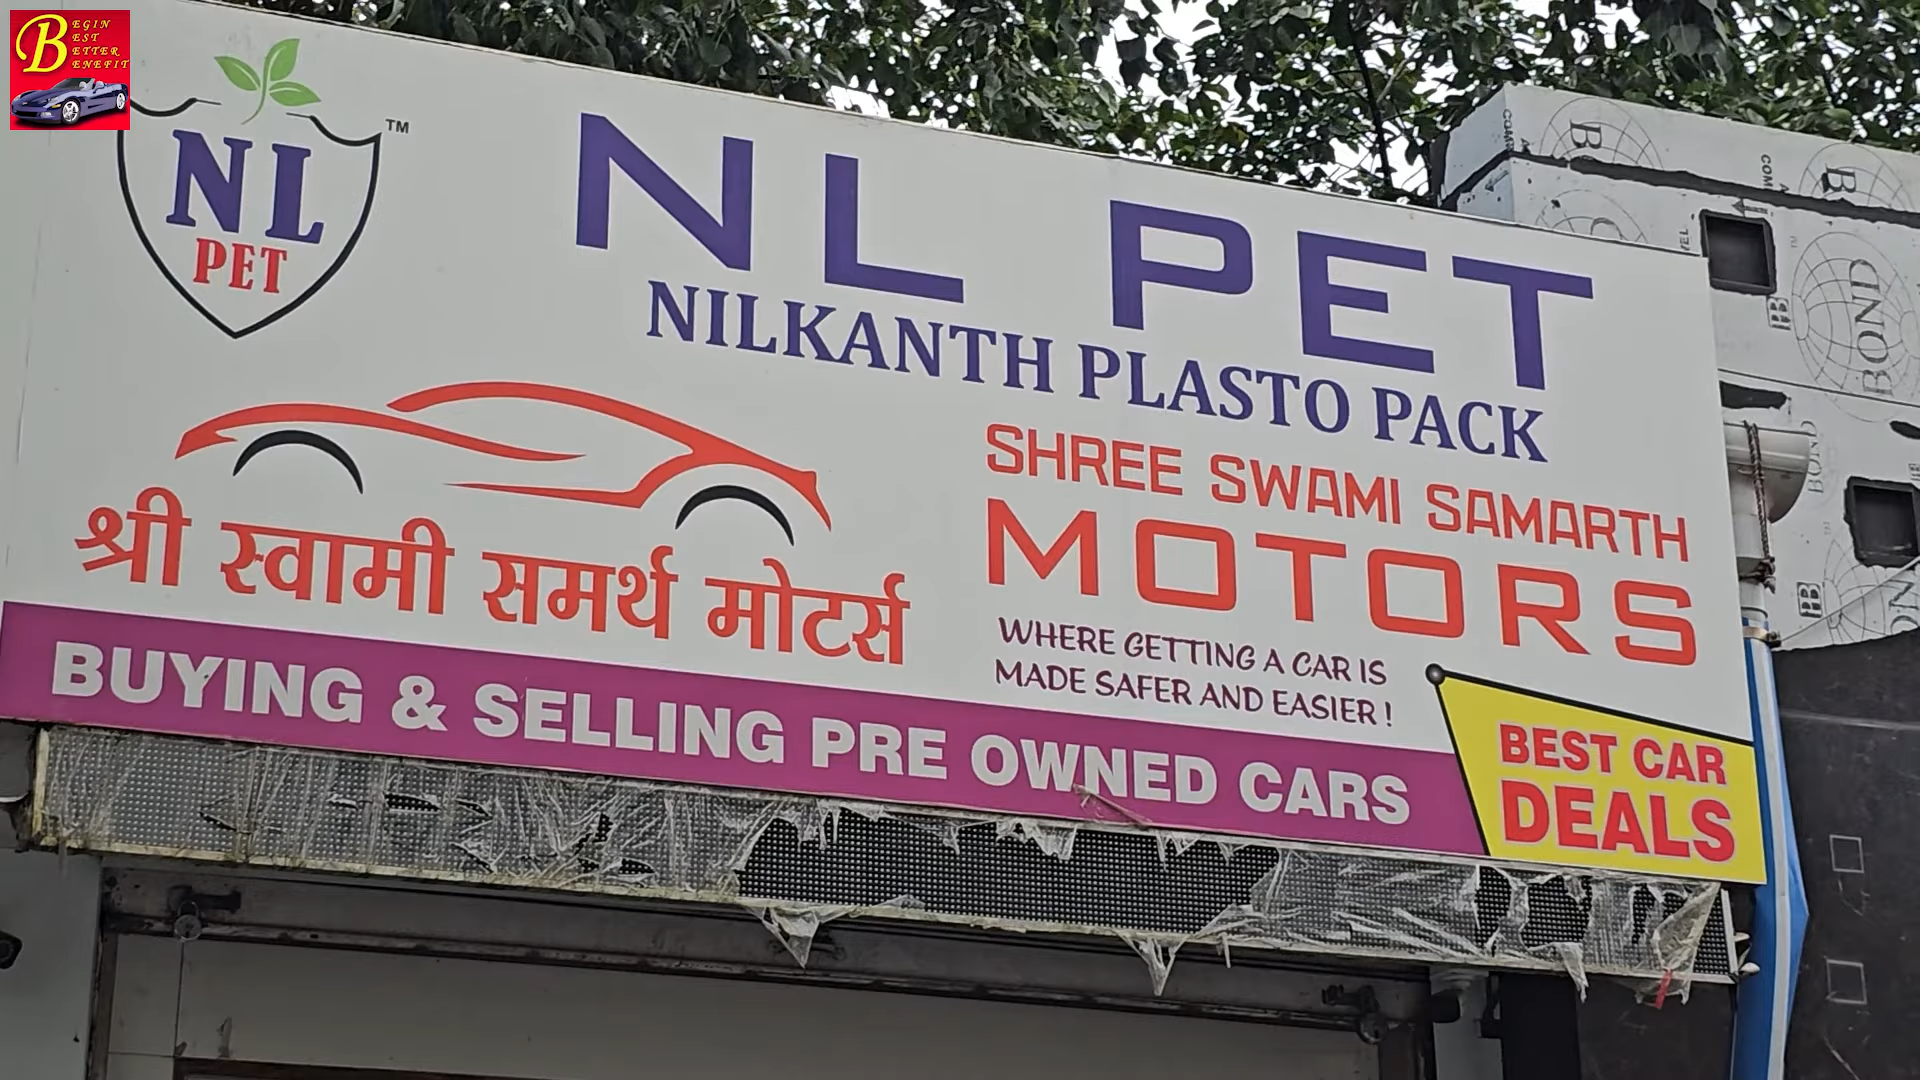 BEGIN
BEST
BETTER
BENEFIT
NL
PET
TM
NL PET
NILKANTH PLASTO PACK
SHREE SWAMI SAMARTH
MOTORS
श्री स्वामी समर्थ मोटर्स
WHERE GETTING A CAR IS
MADE SAFER AND EASIER !
BUYING & SELLING PRE OWNED CARS
BEST CAR
DEALS
BOND